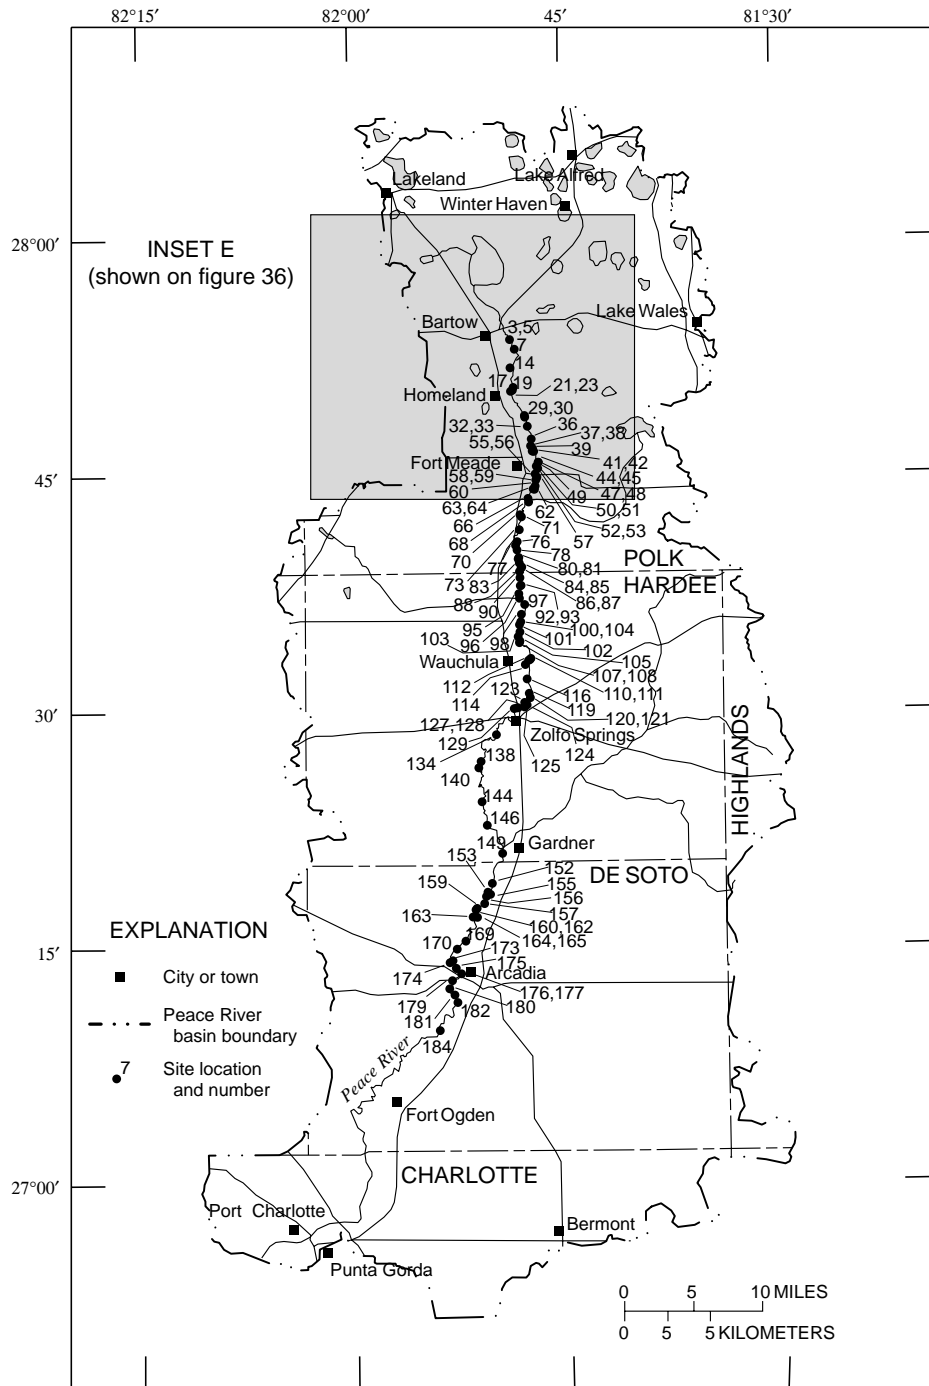 82°15′ 82°00′ 45′ 81°30′
Lake Alfred
Lakeland
Winter Haven
28°00′
INSET E
(shown on figure 36)
Lake Wales
Bartow
3,5
7
14
17
19
21,23
Homeland
29,30
32,33
36
37,38
55,56
39
Fort Meade
41,42
58,59
44,45
45′
60
49
47,48
63,64
62
50,51
66
71
52,53
68
57
76
70
78
POLK
77
80,81
73
83
84,85
HARDEE
88
97
86,87
90
92,93
95
100,104
103
96
98
101
102
Wauchula
105
107,108
112
110,111
123
116
114
119
30′
120,121
127,128
Zolfo Springs
129
138
124
134
125
140
HIGHLANDS
144
146
149
Gardner
153
152
DE SOTO
159
155
156
157
163
160,162
EXPLANATION
169
164,165
170
173
15′
175
City or town
174
Arcadia
176,177
179
180
182
Peace River
basin boundary
181
184
7
Site location
and number
Peace River
Fort Ogden
CHARLOTTE
27°00′
Port Charlotte
Bermont
Punta Gorda
0 5 10 MILES
0 5 5 KILOMETERS